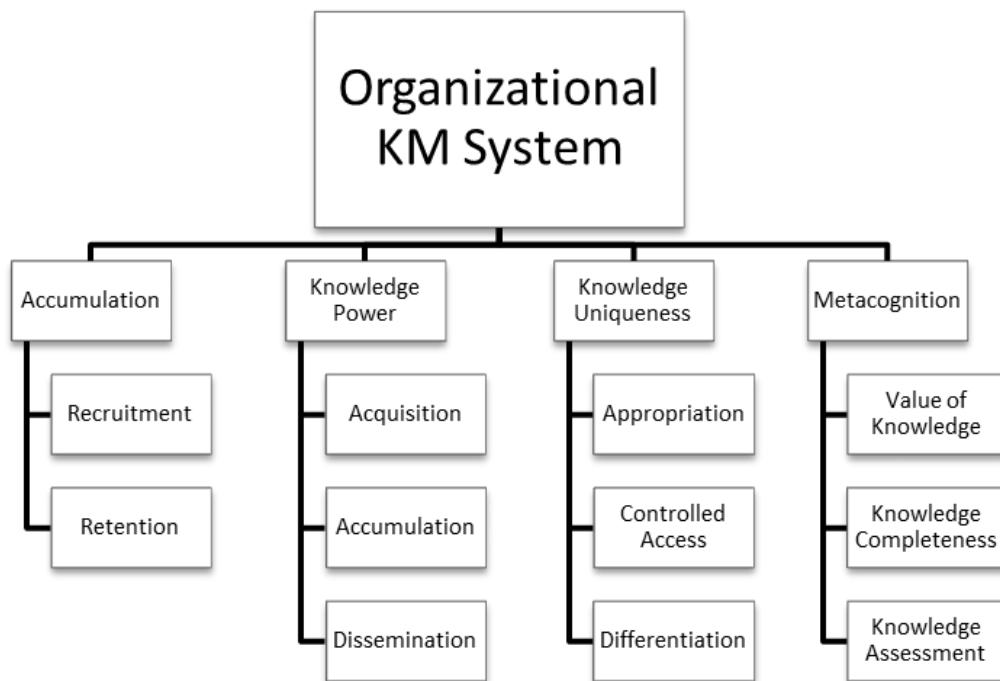 Organizational
KM System
Accumulation
Recruitment
Retention
Knowledge
Power
Acquisition
Accumulation
Dissemination
Knowledge
Uniqueness
Appropriation
Controlled
Access
Differentiation
Metacognition
Value of
Knowledge
Knowledge
Completeness
Knowledge
Assessment